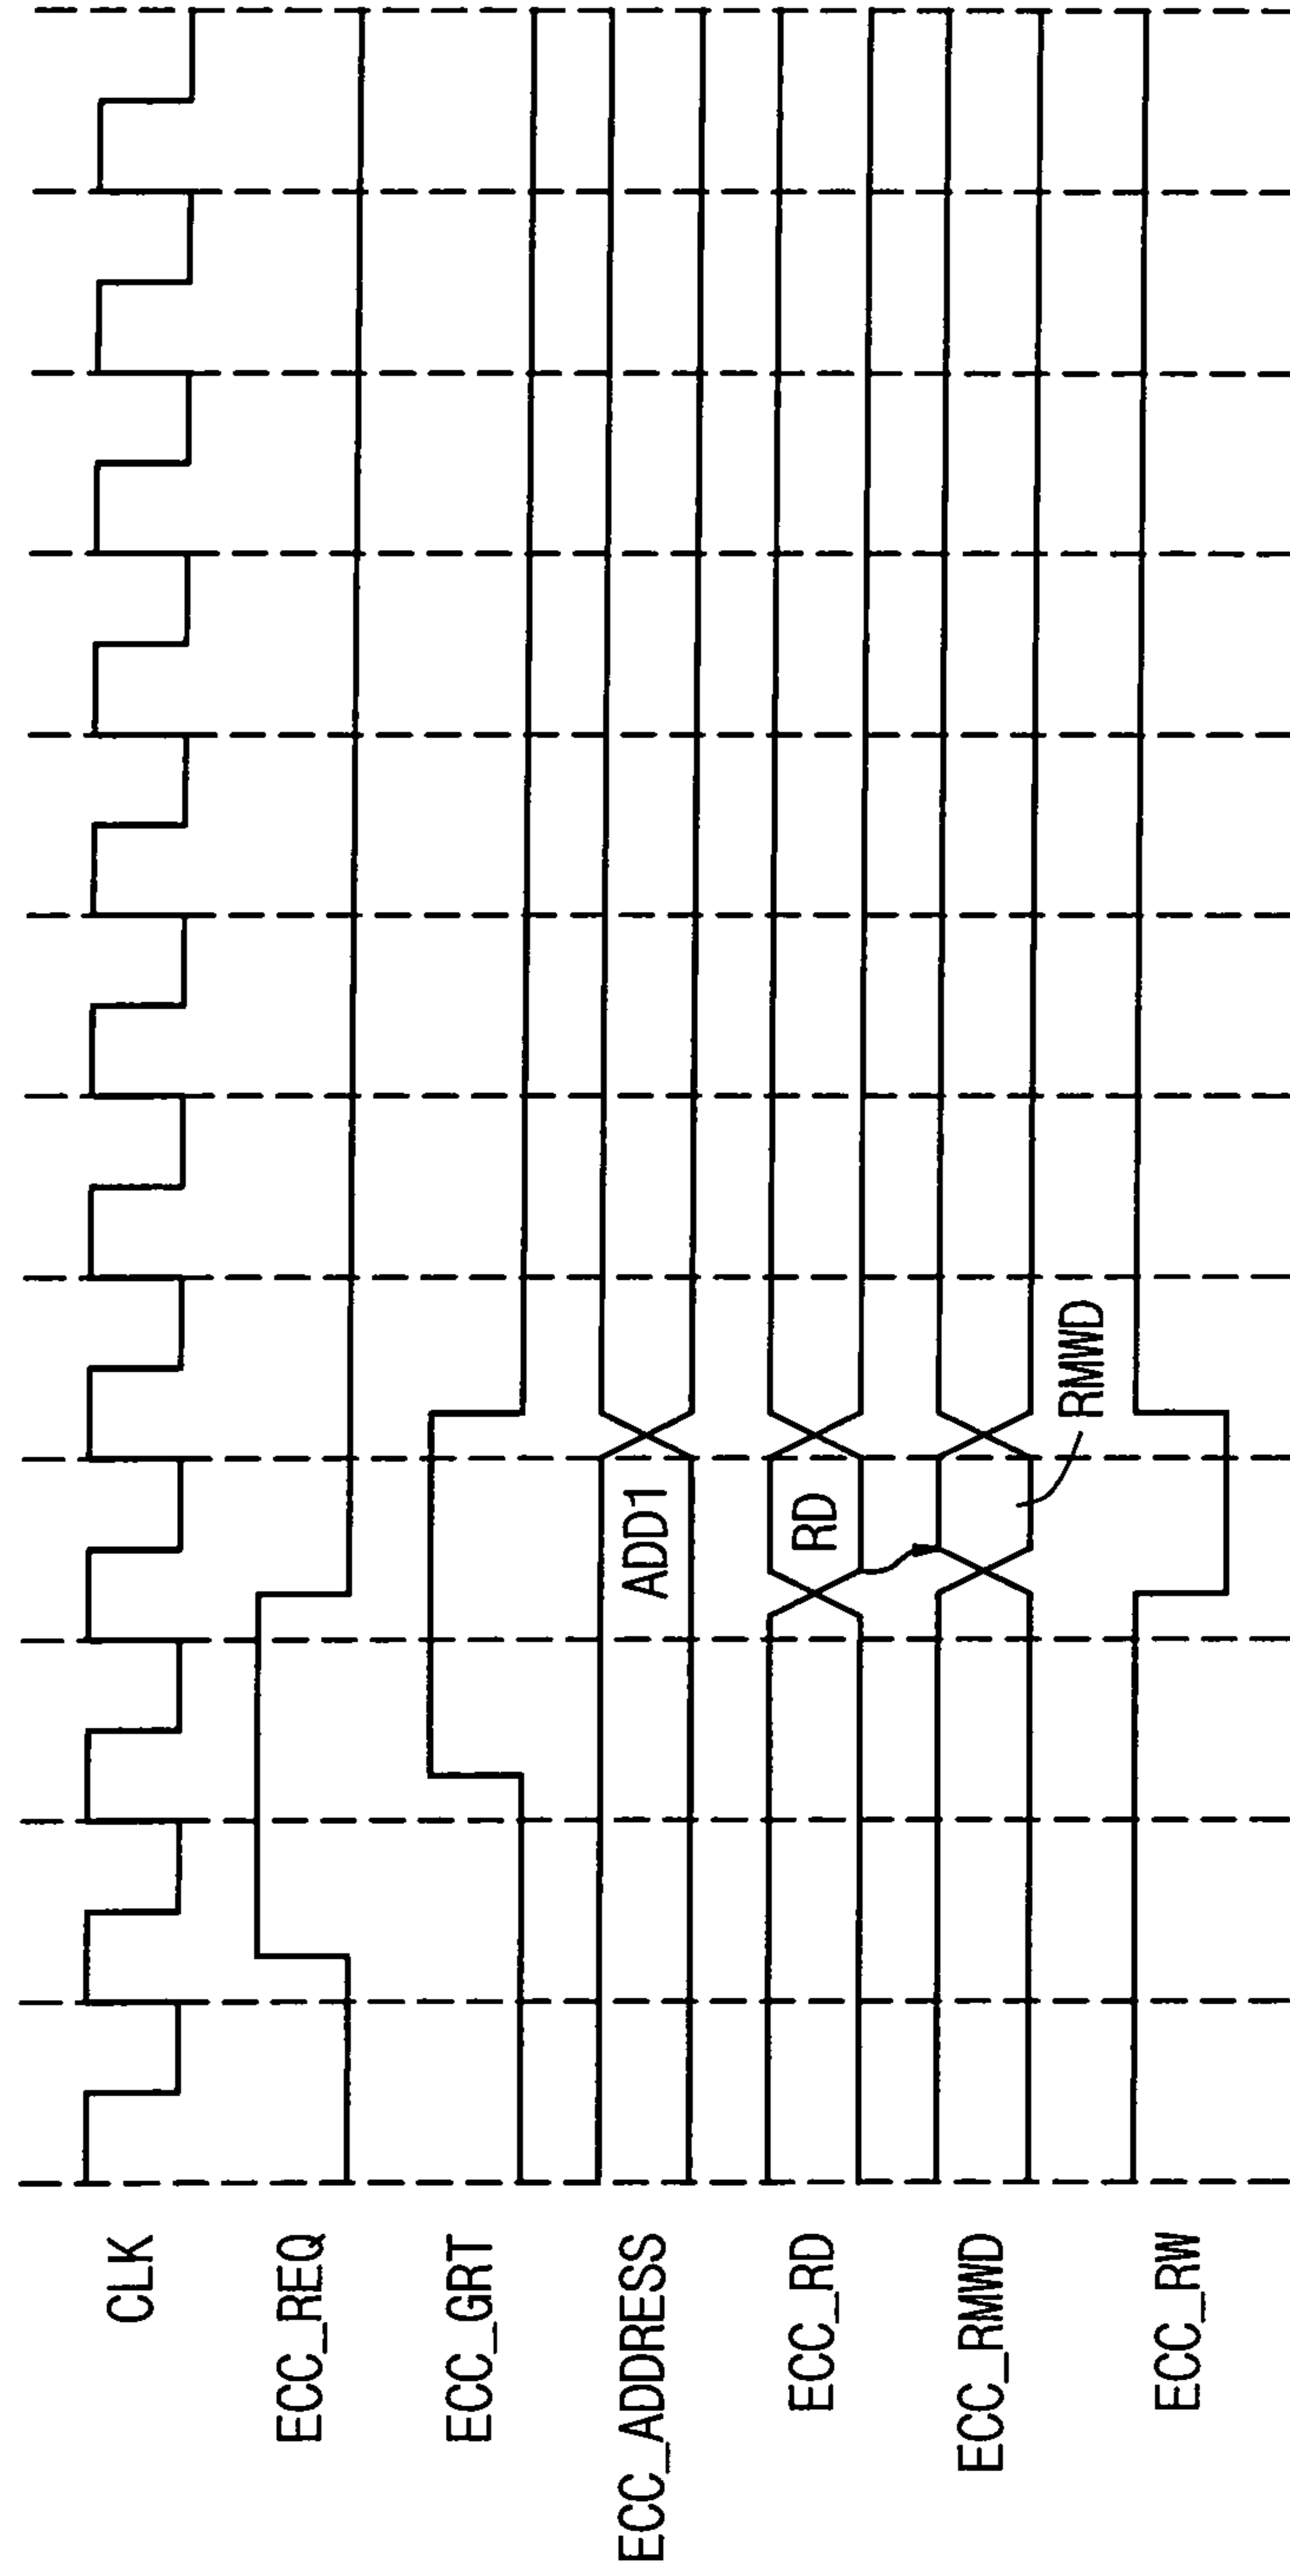 CLK
ECC_REQ
ECC_GRT
ECC_ADDRESS
ADD1
ECC_RD
RD
ECC_RMWD
RMWD
ECC_RW